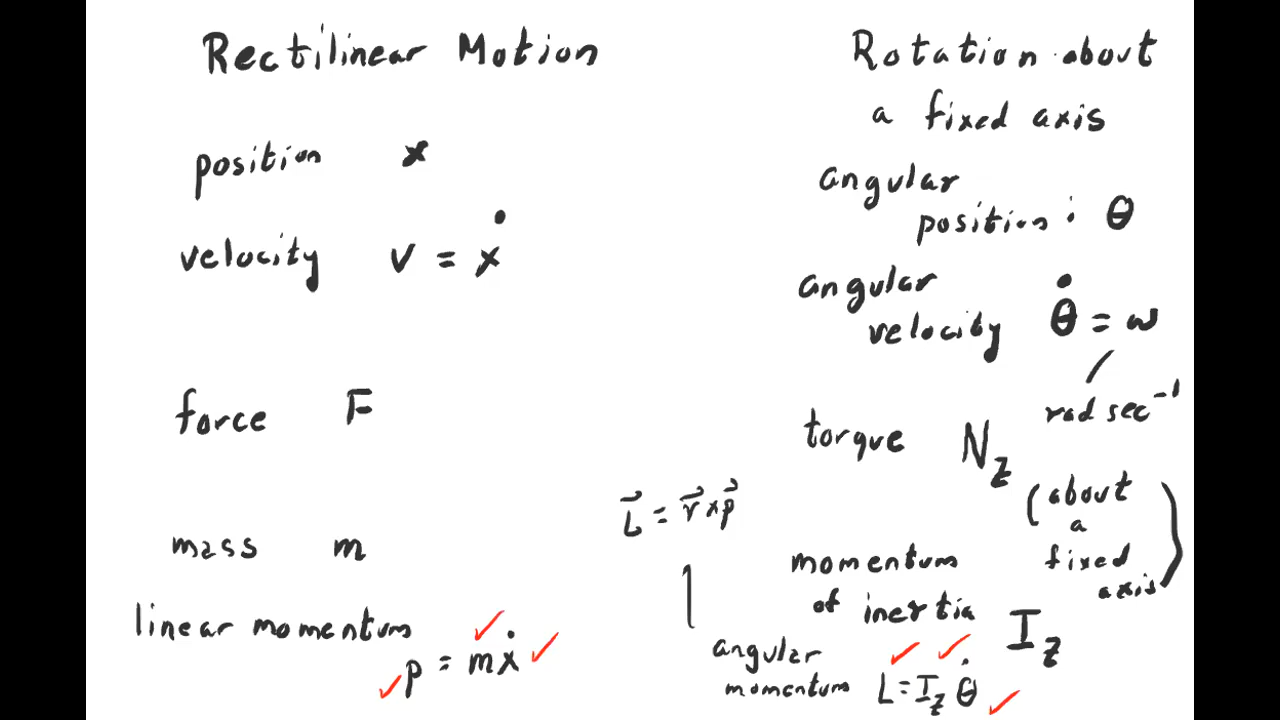 Rectilinear Motion
position x
velocity v = ẋ
force F
mass m
linear momentum
p = mẋ
Rotation about
a fixed axis
angular
position : θ
angular
velocity θ̇ = ω
rad sec⁻¹
torque N_z
(about
a
fixed
axis)
L⃗ = r⃗ × p⃗
momentum
of inertia I_z
angular
momentum L = I_z θ̇